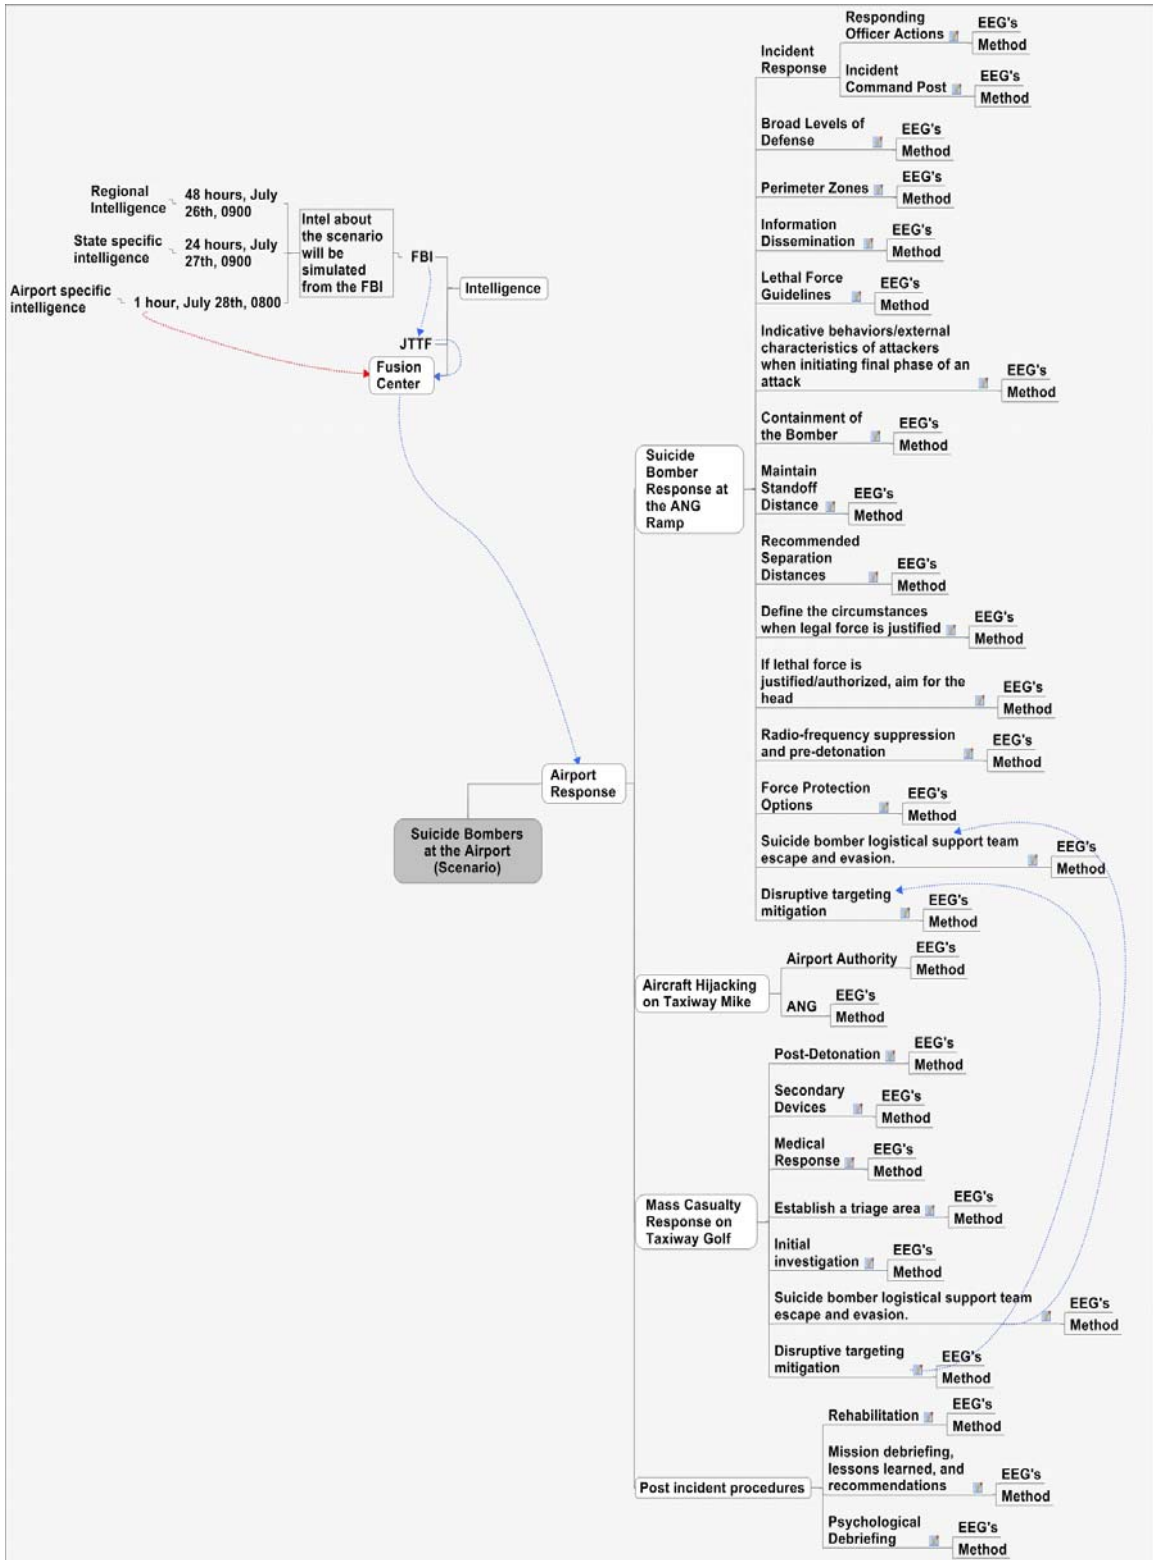 Regional
Intelligence
48 hours, July
26th, 0900
State specific
intelligence
24 hours, July
27th, 0900
Airport specific
intelligence
1 hour, July 28th, 0800
Intel about
the scenario
will be
simulated
from the FBI
FBI
Intelligence
JTTF
Fusion
Center
Suicide Bombers
at the Airport
(Scenario)
Airport
Response
Suicide
Bomber
Response at
the ANG
Ramp
Incident
Response
Responding
Officer Actions
EEG's
Method
Incident
Command Post
EEG's
Method
Broad Levels of
Defense
EEG's
Method
Perimeter Zones
EEG's
Method
Information
Dissemination
EEG's
Method
Lethal Force
Guidelines
EEG's
Method
Indicative behaviors/external
characteristics of attackers
when initiating final phase of an
attack
EEG's
Method
Containment of
the Bomber
EEG's
Method
Maintain
Standoff
Distance
EEG's
Method
Recommended
Separation
Distances
EEG's
Method
Define the circumstances
when legal force is justified
EEG's
Method
If lethal force is
justified/authorized, aim for the
head
EEG's
Method
Radio-frequency suppression
and pre-detonation
EEG's
Method
Force Protection
Options
EEG's
Method
Suicide bomber logistical support team
escape and evasion.
EEG's
Method
Disruptive targeting
mitigation
EEG's
Method
Aircraft Hijacking
on Taxiway Mike
Airport Authority
EEG's
Method
ANG
EEG's
Method
Mass Casualty
Response on
Taxiway Golf
Post-Detonation
EEG's
Method
Secondary
Devices
EEG's
Method
Medical
Response
EEG's
Method
Establish a triage area
EEG's
Method
Initial
investigation
EEG's
Method
Suicide bomber logistical support team
escape and evasion.
EEG's
Method
Disruptive targeting
mitigation
EEG's
Method
Post incident procedures
Rehabilitation
EEG's
Method
Mission debriefing,
lessons learned, and
recommendations
EEG's
Method
Psychological
Debriefing
EEG's
Method